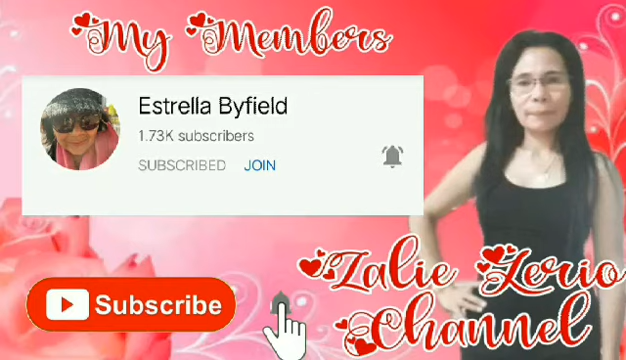 My Members
Estrella Byfield
1.73K subscribers
SUBSCRIBED JOIN
Subscribe
Zalie Zerio
Channel